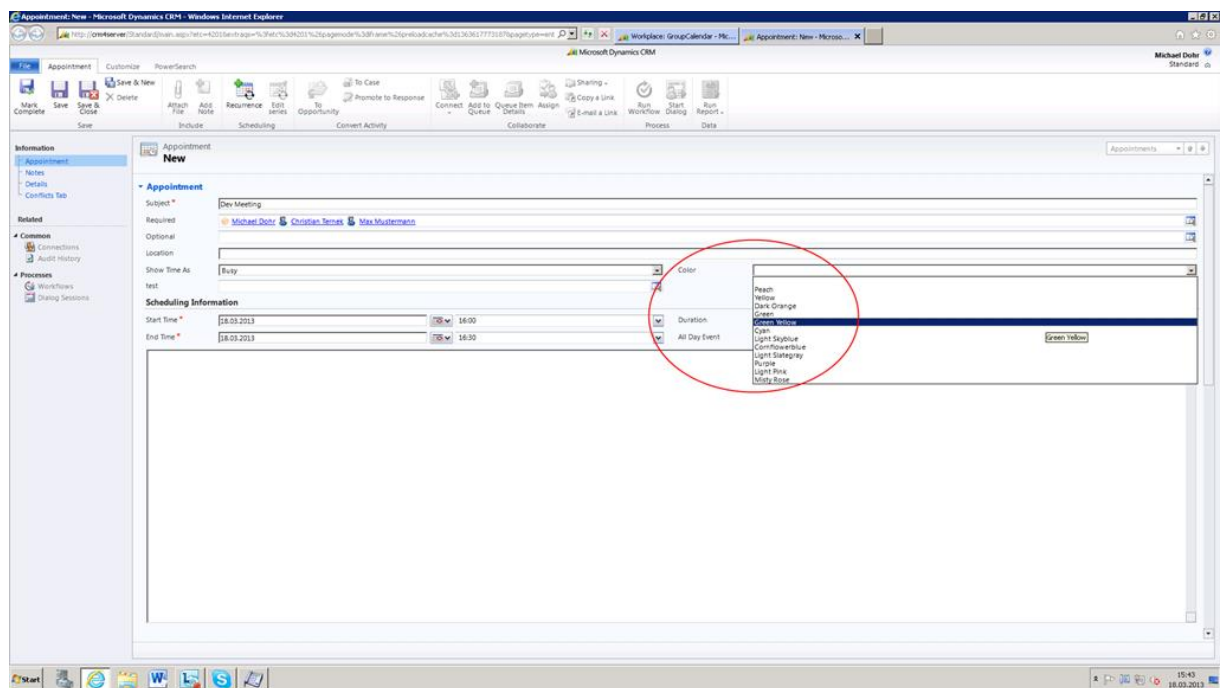 Appointment: New - Microsoft Dynamics CRM - Windows Internet Explorer
Workplace: GroupCalendar - Mic...
Appointment: New - Microso...
Microsoft Dynamics CRM
Michael Dohr
Standard
File Appointment Customize PowerSearch
Mark Complete
Save
Save & Close
Save & New
Delete
Save
Attach File
Add Note
Include
Recurrence
Edit series
Scheduling
To Opportunity
To Case
Promote to Response
Convert Activity
Connect
Add to Queue
Queue Item Details
Assign
Sharing
Copy a Link
E-mail a Link
Collaborate
Run Workflow
Start Dialog
Process
Run Report
Data
Information
Appointment
Notes
Details
Conflicts Tab
Related
Common
Connections
Audit History
Processes
Workflows
Dialog Sessions
Appointment
New
Appointments
Appointment
Subject * Dev Meeting
Required Michael Dohr Christian Ternek Max Mustermann
Optional
Location
Show Time As Busy Color
test
Peach
Yellow
Dark Orange
Green
Green Yellow
Cyan
Light Skyblue
Cornflowerblue
Light Slategray
Purple
Light Pink
Misty Rose
Green Yellow
Scheduling Information
Start Time * 18.03.2013 16:00 Duration
End Time * 18.03.2013 16:30 All Day Event
Start
15:43
18.03.2013